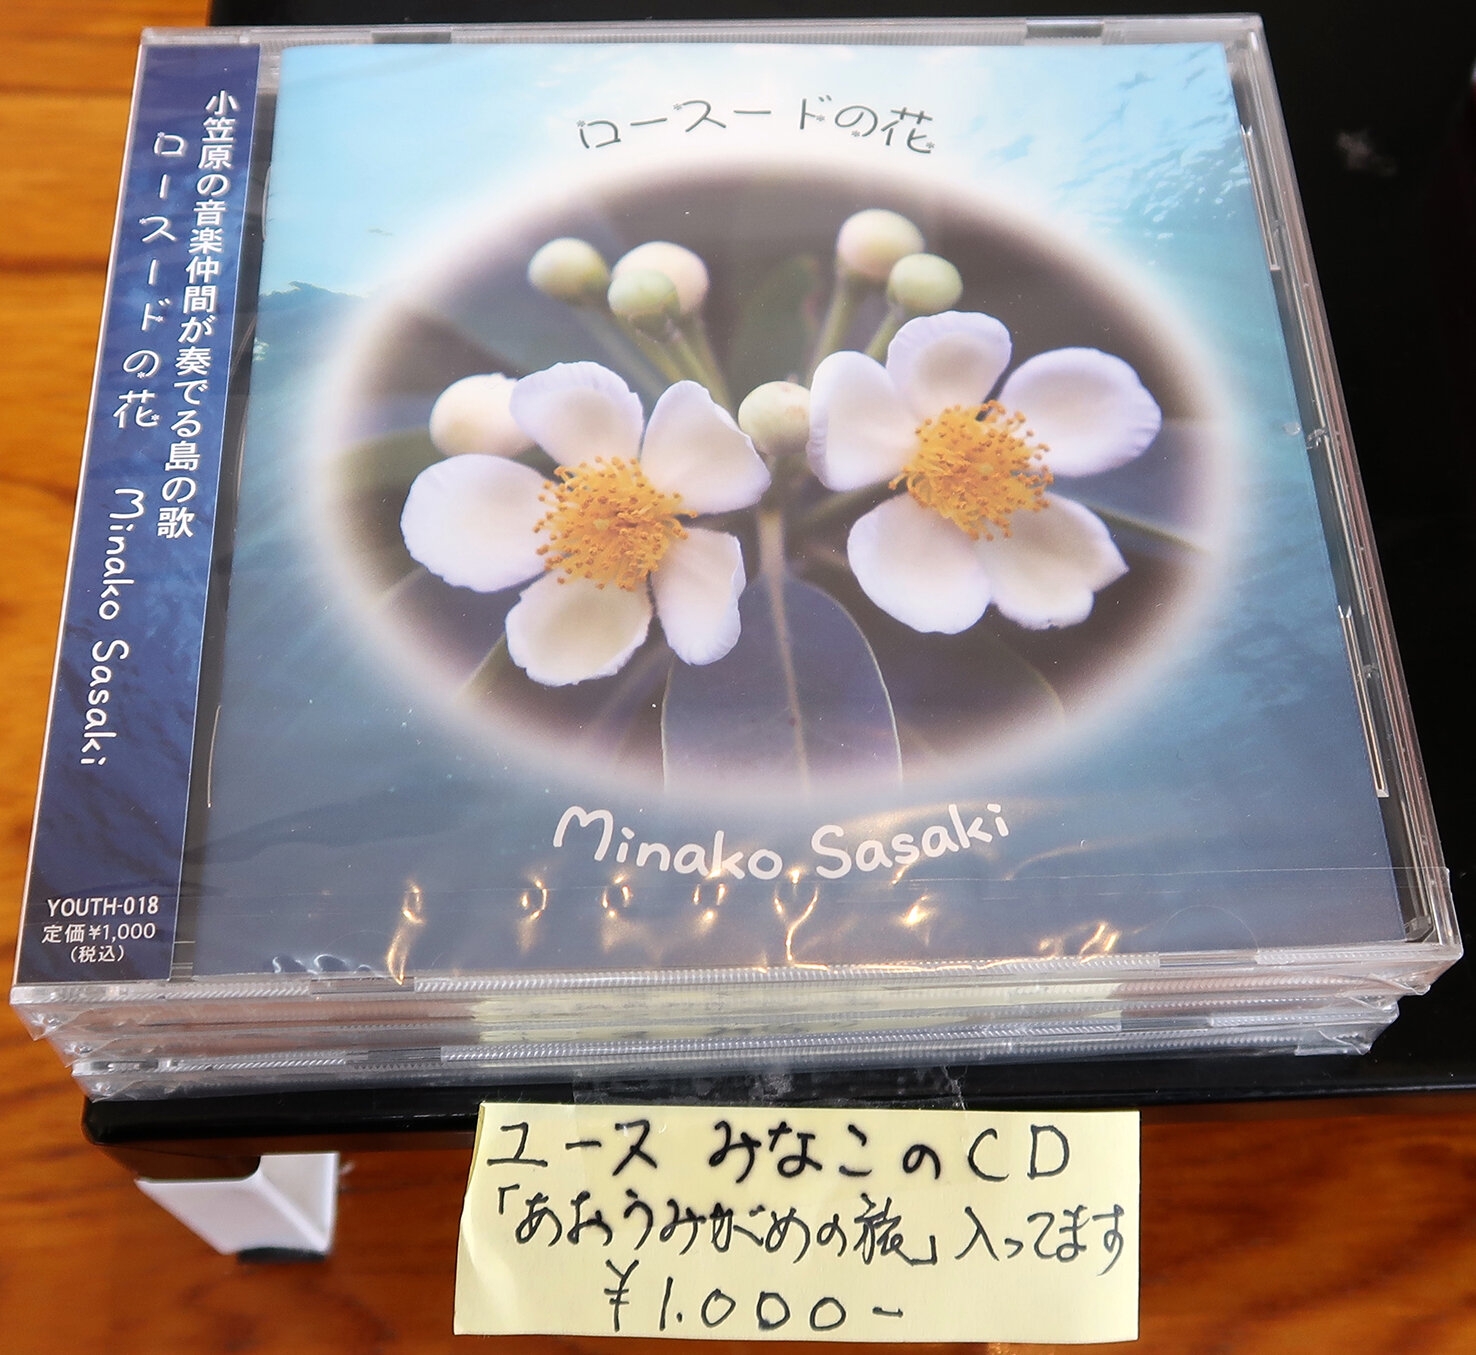 小笠原の音楽仲間が奏でる島の歌
ロースードの花 Minako Sasaki
YOUTH-018
定価¥1,000
(税込)
ロースードの花
Minako Sasaki
ユース みなこのCD
「あおうみがめの旅」入ってます
¥1.000-